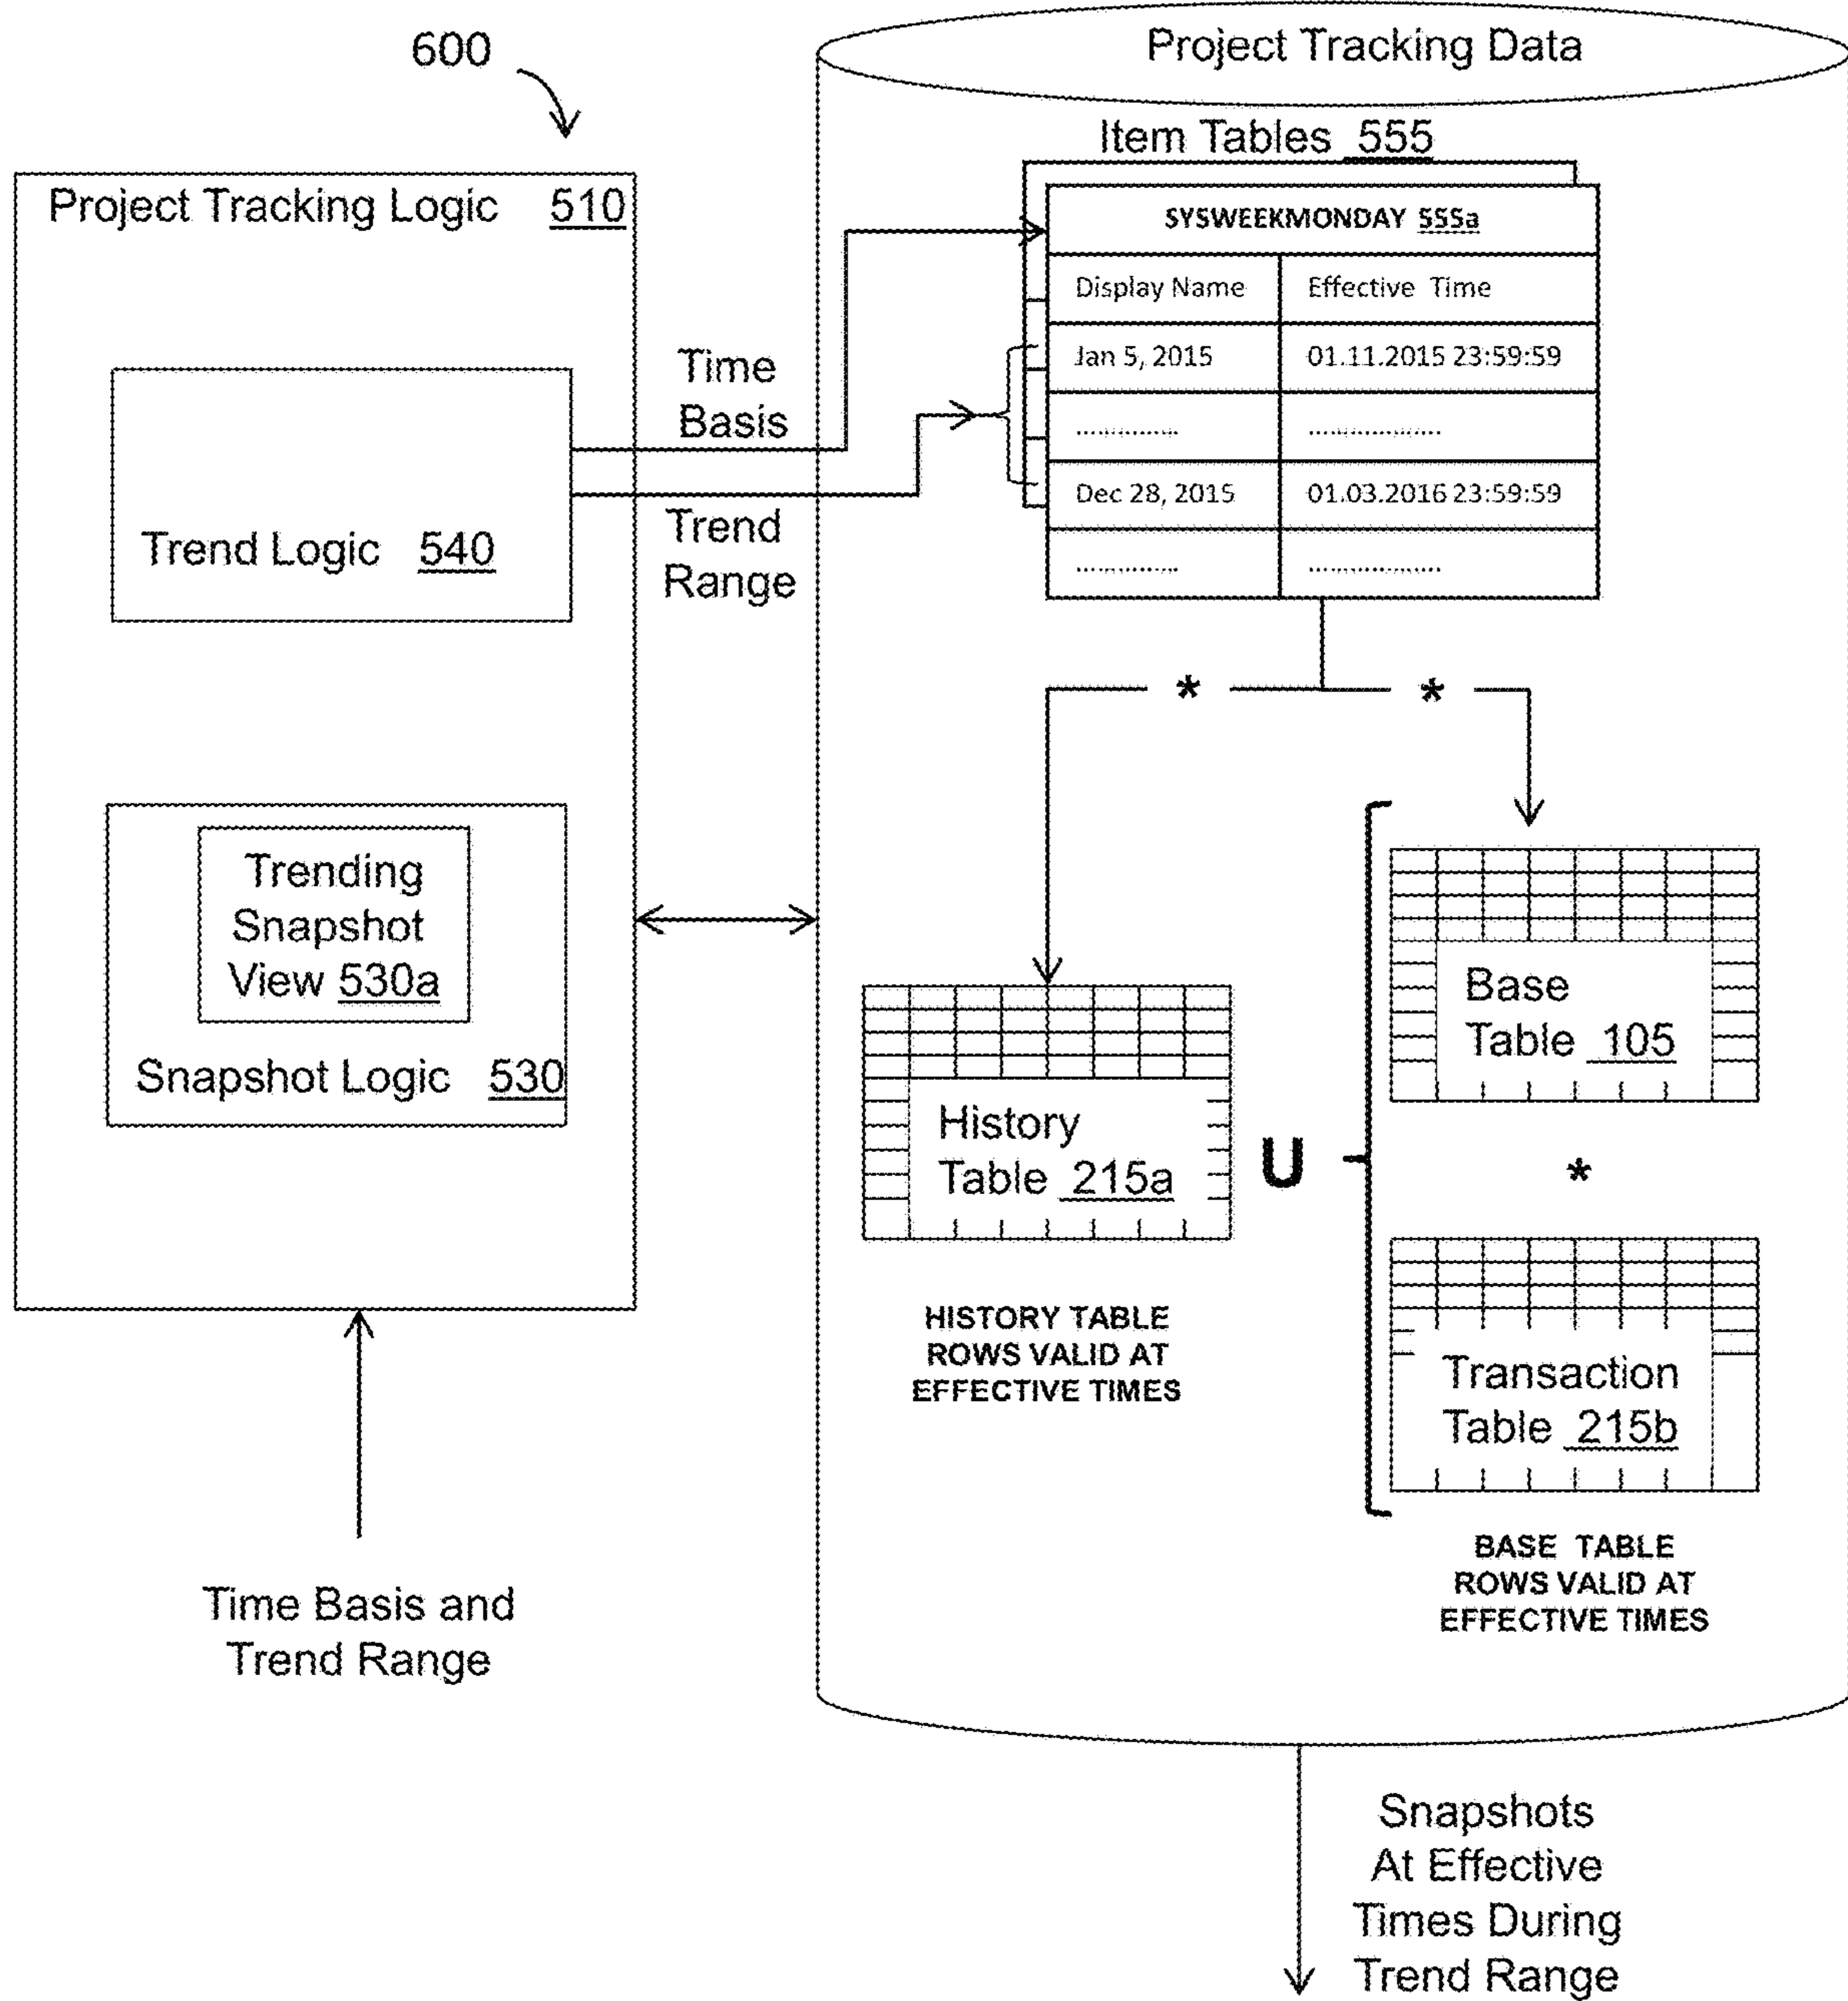 600
Project Tracking Data
Item Tables 555
Project Tracking Logic 510
SYSWEEKMONDAY 555a
Display Name Effective Time
Jan 5, 2015 01.11.2015 23:59:59
.............. ..................
Dec 28, 2015 01.03.2016 23:59:59
.............. ..................
Time
Basis
Trend
Range
Trend Logic 540
* *
Trending
Snapshot
View 530a
Snapshot Logic 530
Base
Table 105
History
Table 215a
U
*
Transaction
Table 215b
HISTORY TABLE
ROWS VALID AT
EFFECTIVE TIMES
BASE TABLE
ROWS VALID AT
EFFECTIVE TIMES
Time Basis and
Trend Range
Snapshots
At Effective
Times During
Trend Range